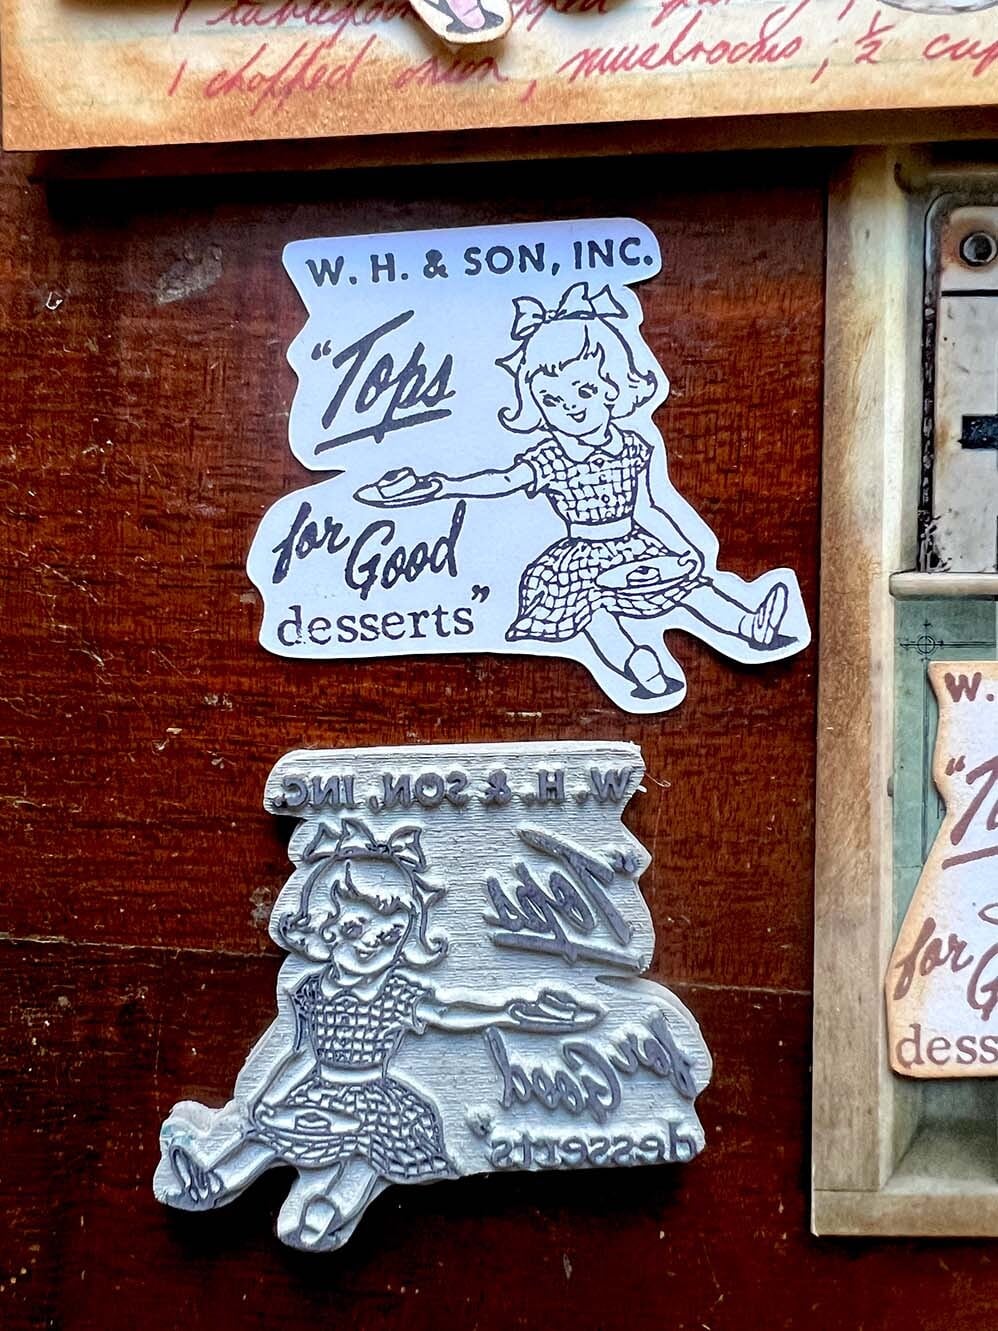 chopped onion, mushrooms, ½ cup
W. H. & SON, INC.
"Tops
for Good
desserts"
W. H. & SON, INC.
"Tops
for Good
desserts"
W.
"T
for
G
dess